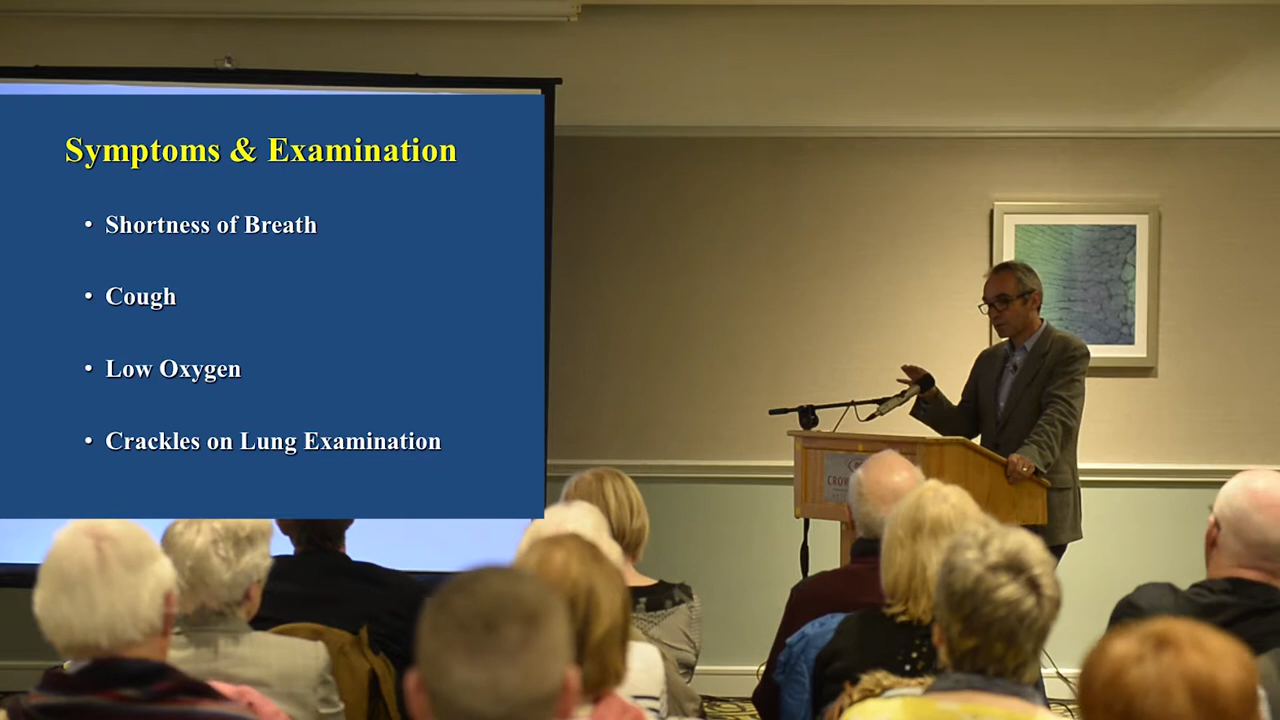 Symptoms & Examination
• Shortness of Breath
• Cough
• Low Oxygen
• Crackles on Lung Examination